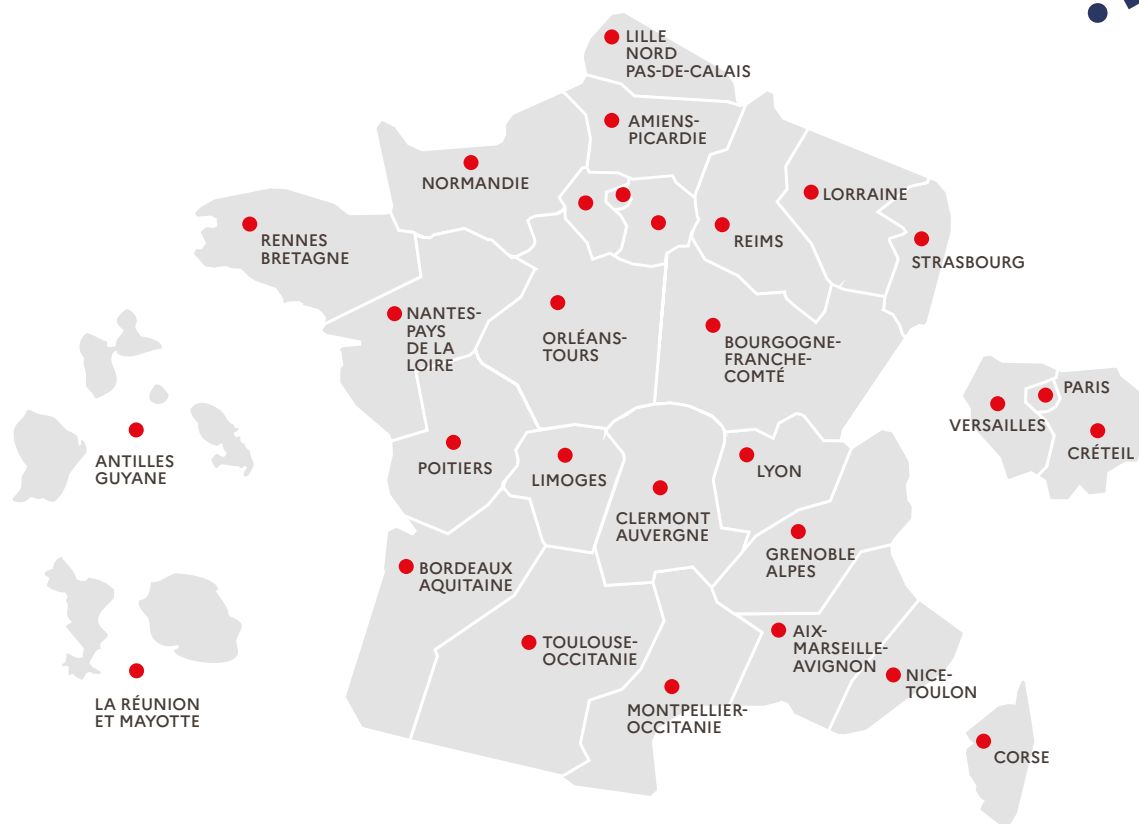 LILLE
NORD
PAS-DE-CALAIS
AMIENS-
PICARDIE
NORMANDIE
LORRAINE
REIMS
RENNES
BRETAGNE
STRASBOURG
NANTES-
PAYS
DE LA
LOIRE
ORLÉANS-
TOURS
BOURGOGNE-
FRANCHE-
COMTÉ
PARIS
VERSAILLES
CRÉTEIL
ANTILLES
GUYANE
POITIERS
LIMOGES
LYON
CLERMONT
AUVERGNE
GRENOBLE
ALPES
BORDEAUX
AQUITAINE
TOULOUSE-
OCCITANIE
AIX-
MARSEILLE-
AVIGNON
NICE-
TOULON
LA RÉUNION
ET MAYOTTE
MONTPELLIER-
OCCITANIE
CORSE